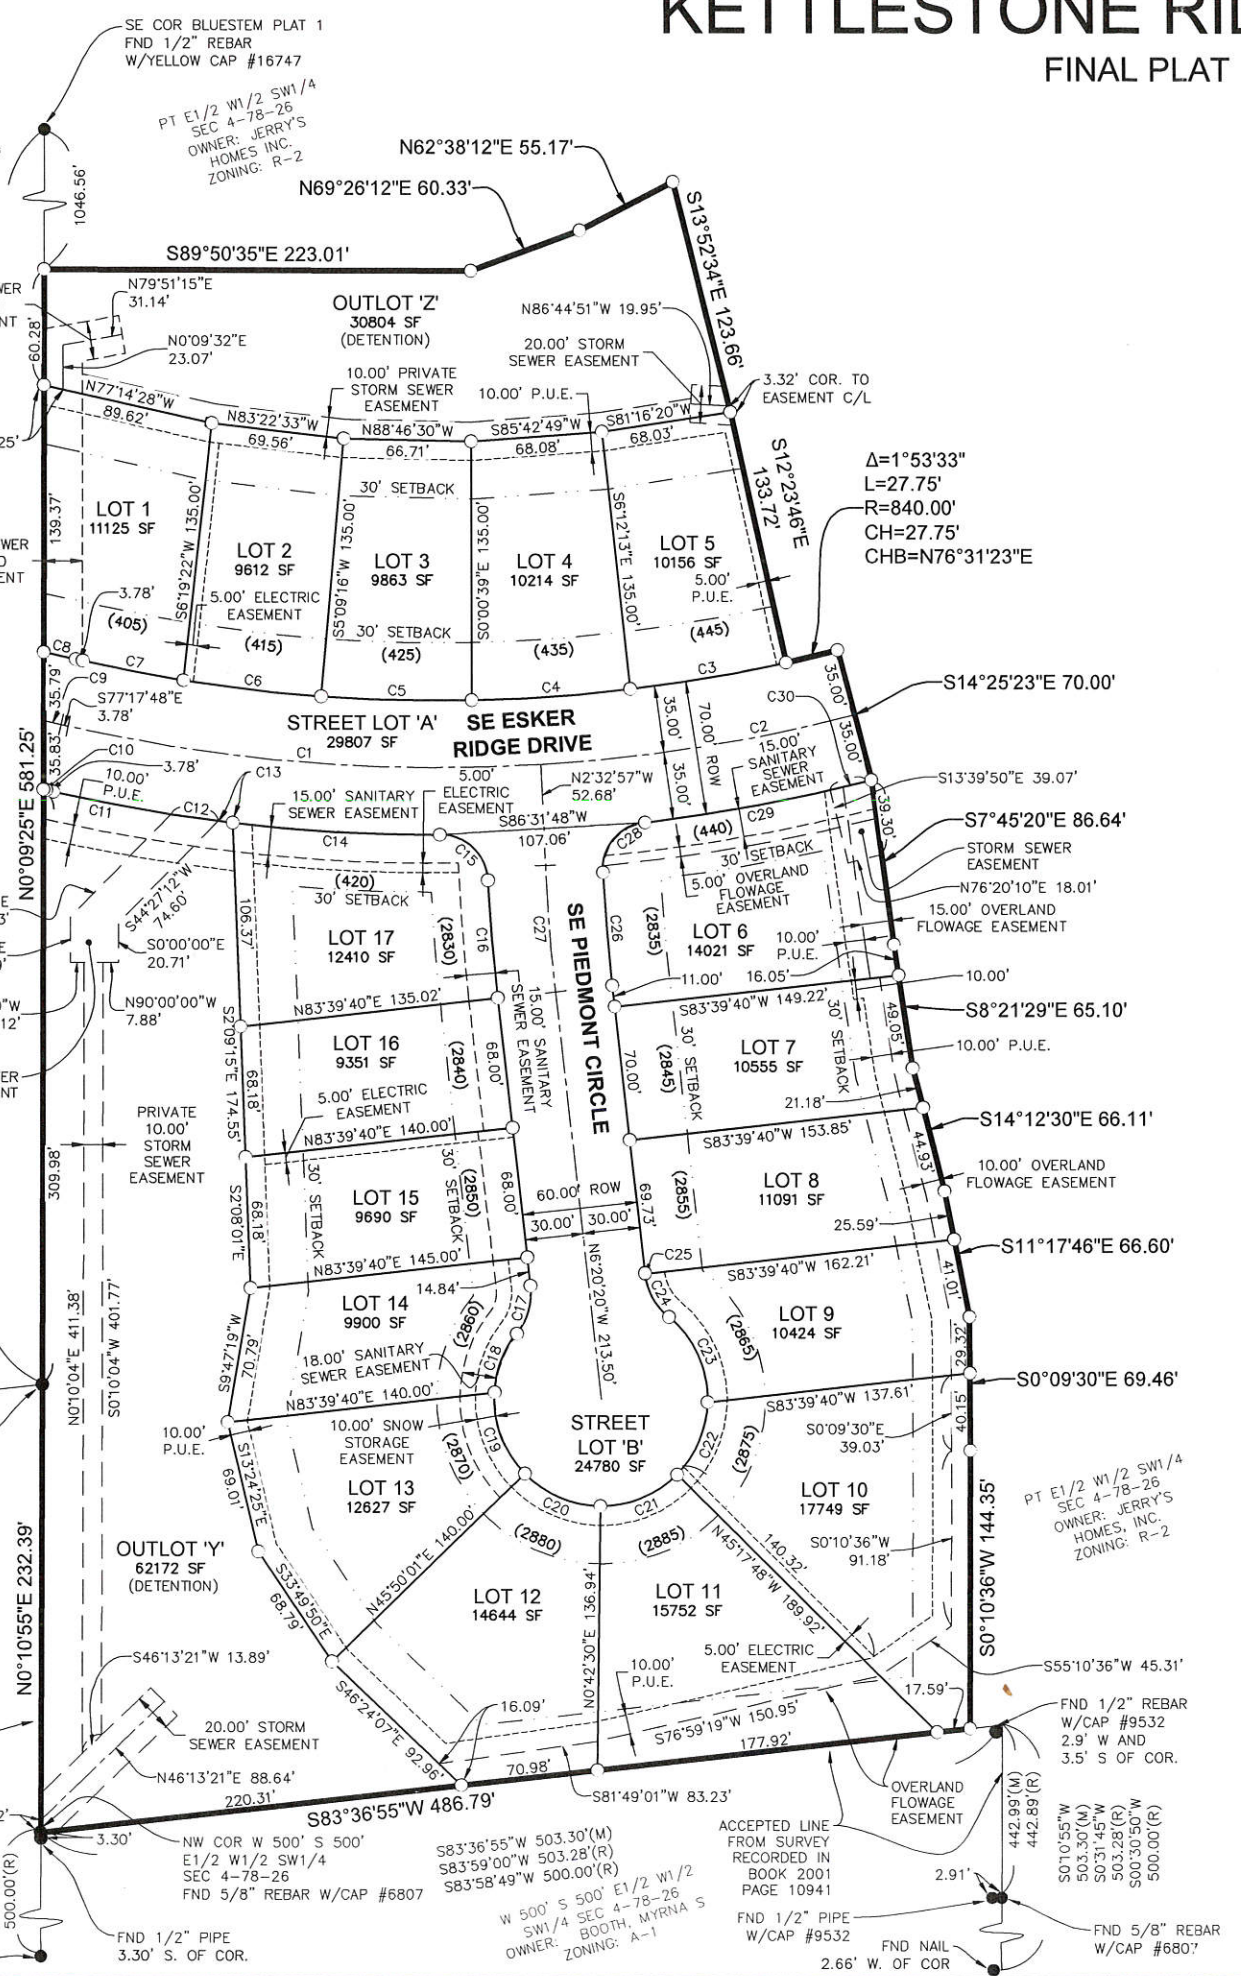 KETTLESTONE
FINAL PLAT
SE COR BLUESTEM PLAT 1
FND 1/2" REBAR
W/YELLOW CAP #16747
PT E1/2 W1/2 SW1/4
SEC 4-78-26
OWNER: JERRY'S
HOMES INC.
ZONING: R-2
1046.56'
N62°38'12"E 55.17'
N69°26'12"E 60.33'
S89°50'35"E 223.01'
S13°52'34"E 123.66'
N79°51'15"E
31.14'
OUTLOT 'Z'
30804 SF
(DETENTION)
N86°44'51"W 19.95'
60.28'
N0°09'32"E
23.07'
20.00' STORM
SEWER EASEMENT
10.00' PRIVATE
STORM SEWER
EASEMENT
10.00' P.U.E.
3.32' COR. TO
EASEMENT C/L
N77°14'28"W
89.62'
N83°22'33"W
69.56'
N88°46'30"W
66.71'
S85°42'49"W
68.08'
S81°16'20"W
68.03'
S12°23'46"E
133.72'
Δ=1°53'33"
L=27.75'
R=840.00'
CH=27.75'
CHB=N76°31'23"E
30' SETBACK
139.37'
LOT 1
11125 SF
S6°19'22"W 135.00'
LOT 2
9612 SF
S5°09'16"W 135.00'
LOT 3
9863 SF
S0°00'39"E 135.00'
LOT 4
10214 SF
S6°12'13"E 135.00'
LOT 5
10156 SF
5.00'
P.U.E.
3.78'
5.00' ELECTRIC
EASEMENT
(405)
(415)
30' SETBACK
(425)
(435)
(445)
C8
C7
C6
C5
C4
C3
C9
35.79'
S77°17'48"E
3.78'
STREET LOT 'A'
29807 SF
SE ESKER
RIDGE DRIVE
C1
C2
C30
35.00'
35.00'
70.00' ROW
35.00'
35.00'
S14°25'23"E 70.00'
N0°09'25"E 581.25'
35.83'
C10
3.78'
10.00'
P.U.E.
C11
C12
C13
15.00' SANITARY
SEWER EASEMENT
5.00'
ELECTRIC
EASEMENT
N2°32'57"W
52.68'
15.00'
SANITARY
SEWER
EASEMENT
S13°39'50"E 39.07'
S86°31'48"W
107.06'
C14
C15
C28
C29
(440)
39.30'
S7°45'20"E 86.64'
STORM SEWER
EASEMENT
N76°20'10"E 18.01'
15.00' OVERLAND
FLOWAGE EASEMENT
30' SETBACK
5.00' OVERLAND
FLOWAGE
EASEMENT
(420)
30' SETBACK
S44°27'12"W
74.60'
S0°00'00"E
20.71'
N90°00'00"W
7.88'
106.37'
LOT 17
12410 SF
(2830)
C16
C27
C26
(2835)
LOT 6
14021 SF
10.00'
P.U.E.
16.05'
11.00'
10.00'
S83°39'40"W 149.22'
S8°21'29"E 65.10'
49.05'
10.00' P.U.E.
SE PIEDMONT CIRCLE
N83°39'40"E 135.02'
S2°09'15"E 174.55'
68.18'
LOT 16
9351 SF
(2840)
68.00'
15.00' SANITARY
SEWER EASEMENT
70.00'
(2845)
30' SETBACK
LOT 7
10555 SF
30' SETBACK
21.18'
5.00' ELECTRIC
EASEMENT
N83°39'40"E 140.00'
S83°39'40"W 153.85'
S14°12'30"E 66.11'
44.93'
10.00' OVERLAND
FLOWAGE EASEMENT
PRIVATE
10.00'
STORM
SEWER
EASEMENT
309.98'
S2°08'01"E
68.18'
30' SETBACK
LOT 15
9690 SF
30' SETBACK
(2850)
68.00'
60.00' ROW
30.00'
30.00'
69.73'
(2855)
LOT 8
11091 SF
25.59'
S11°17'46"E 66.60'
N83°39'40"E 145.00'
14.84'
N6°20'20"W 213.50'
C25
S83°39'40"W 162.21'
41.01'
N0°10'04"E 411.38'
S0°10'04"W 401.77'
S9°47'19"W
70.79'
LOT 14
9900 SF
(2860)
C17
C24
LOT 9
10424 SF
(2865)
29.32'
18.00' SANITARY
SEWER EASEMENT
C18
C23
N83°39'40"E 140.00'
S83°39'40"W 137.61'
S0°09'30"E 69.46'
10.00'
P.U.E.
10.00' SNOW
STORAGE
EASEMENT
C19
STREET
LOT 'B'
24780 SF
C22
(2875)
S0°09'30"E
39.03'
40.15'
S13°24'25"E
69.01'
LOT 13
12627 SF
(2870)
C20
C21
LOT 10
17749 SF
S0°10'36"W
91.18'
S0°10'36"W 144.35'
PT E1/2 W1/2 SW1/4
SEC 4-78-26
OWNER: JERRY'S
HOMES, INC.
ZONING: R-2
N0°10'55"E 232.39'
OUTLOT 'Y'
62172 SF
(DETENTION)
S33°49'50"E
68.79'
N45°50'01"E 140.00'
(2880)
(2885)
140.32'
N45°17'48"W 189.92'
LOT 12
14644 SF
LOT 11
15752 SF
N0°42'30"E 136.94'
5.00' ELECTRIC
EASEMENT
10.00'
P.U.E.
S55°10'36"W 45.31'
17.59'
S46°13'21"W 13.89'
20.00' STORM
SEWER EASEMENT
S46°24'07"E 92.96'
16.09'
S76°59'19"W 150.95'
177.92'
FND 1/2" REBAR
W/CAP #9532
2.9' W AND
3.5' S OF COR.
N46°13'21"E 88.64'
220.31'
70.98'
S81°49'01"W 83.23'
OVERLAND
FLOWAGE
EASEMENT
S83°36'55"W 486.79'
3.30'
NW COR W 500' S 500'
E1/2 W1/2 SW1/4
SEC 4-78-26
FND 5/8" REBAR W/CAP #6807
S83°36'55"W 503.30'(M)
S83°59'00"W 503.28'(R)
S83°58'49"W 500.00'(R)
W 500' S 500' E1/2 W1/2
SW1/4 SEC 4-78-26
OWNER: BOOTH, MYRNA S
ZONING: A-1
ACCEPTED LINE
FROM SURVEY
RECORDED IN
BOOK 2001
PAGE 10941
442.99'(M)
442.89'(R)
S0°10'55"W
503.30'(M)
S0°31'45"W
503.28'(R)
S00°30'50"W
500.00'(R)
2.91'
500.00'(R)
FND 1/2" PIPE
3.30' S. OF COR.
FND 1/2" PIPE
W/CAP #9532
FND NAIL
2.66' W. OF COR
FND 5/8" REBAR
W/CAP #6807